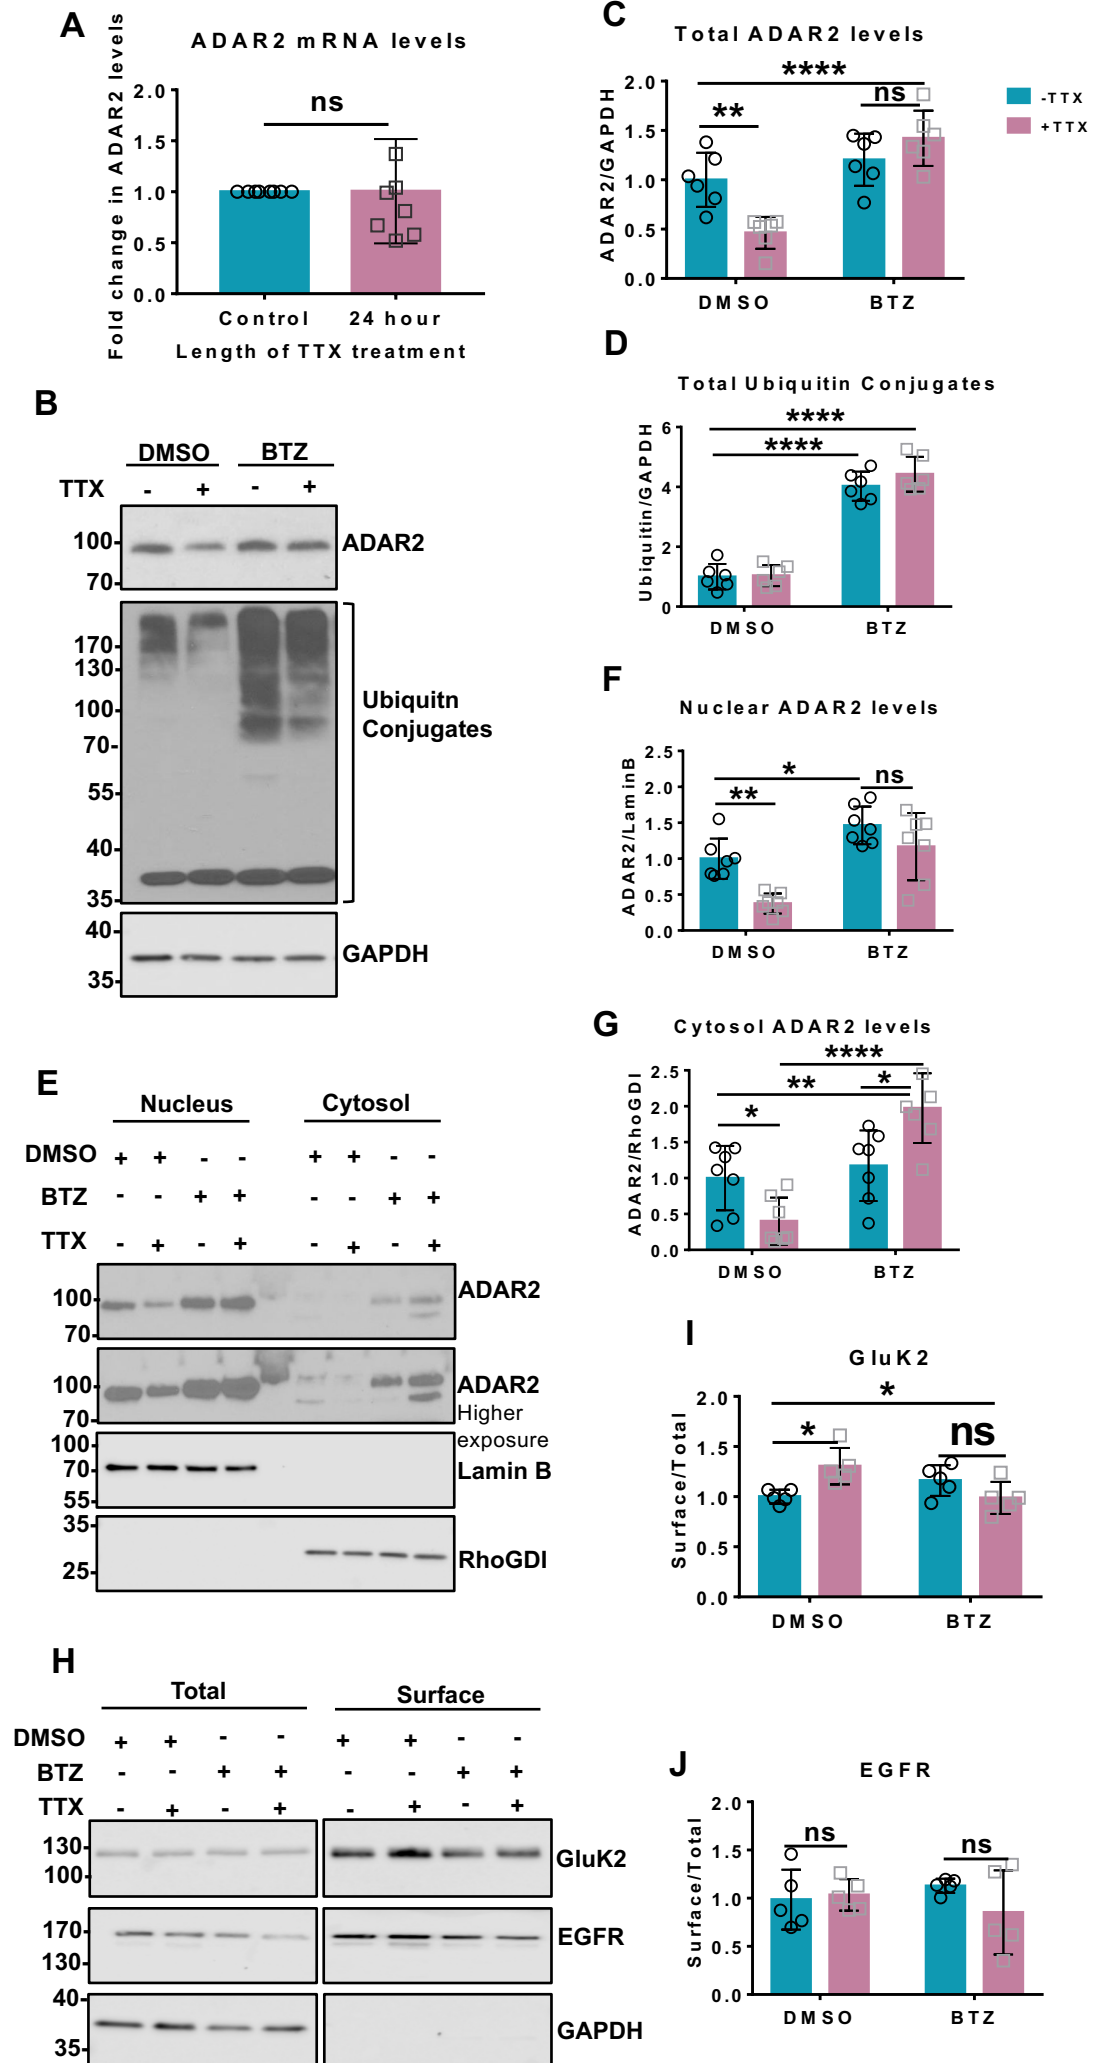 A
ADAR2 mRNA levels
Fold change in ADAR2 levels
2.0
1.5
1.0
0.5
0.0
ns
Control
24 hour
Length of TTX treatment
B
DMSO
BTZ
TTX
- + - +
100
70
ADAR2
170
130
100
70
55
40
35
Ubiquitn
Conjugates
40
35
GAPDH
C
Total ADAR2 levels
ADAR2/GAPDH
2.0
1.5
1.0
0.5
0.0
****
**
ns
DMSO
BTZ
-TTX
+TTX
D
Total Ubiquitin Conjugates
Ubiquitin/GAPDH
6
4
2
0
****
****
DMSO
BTZ
E
Nucleus
Cytosol
DMSO + + - - + + - -
BTZ - - + + - - + +
TTX - + - + - + - +
100
70
ADAR2
100
70
ADAR2
Higher
exposure
100
70
55
Lamin B
35
25
RhoGDI
F
Nuclear ADAR2 levels
ADAR2/LaminB
2.5
2.0
1.5
1.0
0.5
0.0
*
**
ns
DMSO
BTZ
G
Cytosol ADAR2 levels
ADAR2/RhoGDI
2.5
2.0
1.5
1.0
0.5
0.0
****
**
*
*
DMSO
BTZ
H
Total
Surface
DMSO + + - - + + - -
BTZ - - + + - - + +
TTX - + - + - + - +
130
100
GluK2
170
130
EGFR
40
35
GAPDH
I
GluK2
Surface/Total
2.0
1.5
1.0
0.5
0.0
*
*
ns
DMSO
BTZ
J
EGFR
Surface/Total
2.0
1.5
1.0
0.5
0.0
ns
ns
DMSO
BTZ